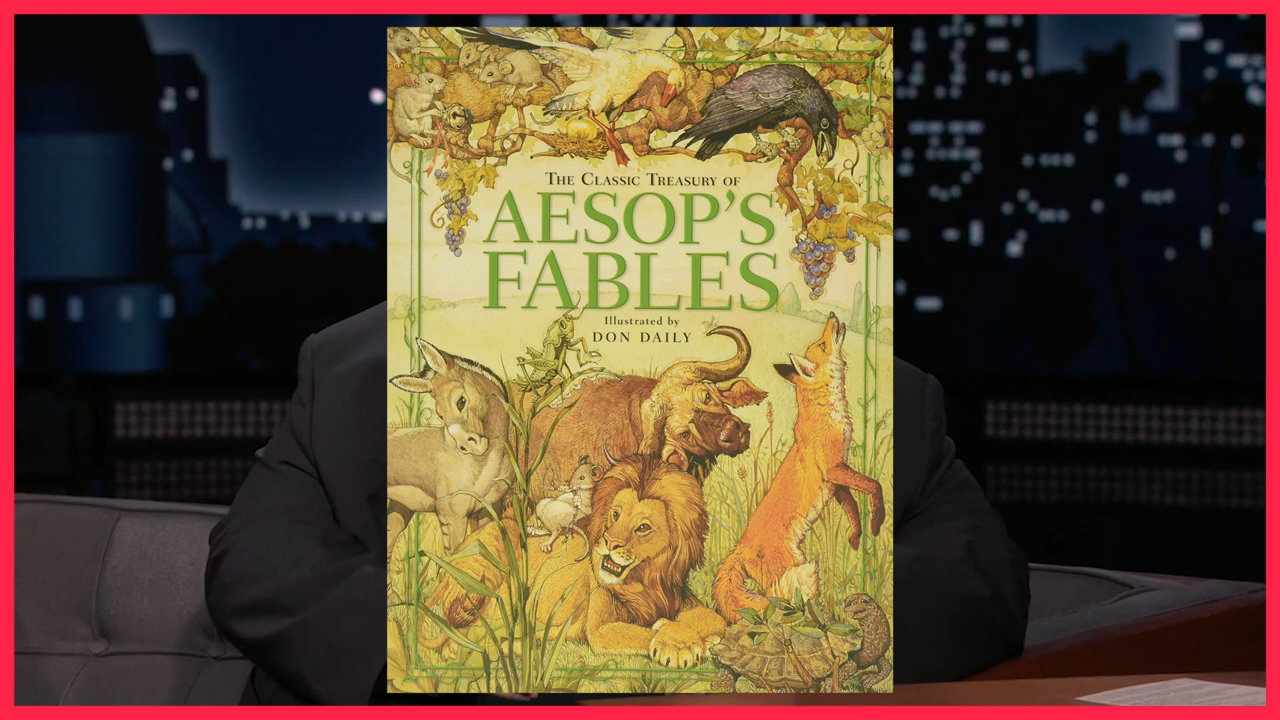 THE CLASSIC TREASURY OF
AESOP'S
FABLES
Illustrated by
DON DAILY